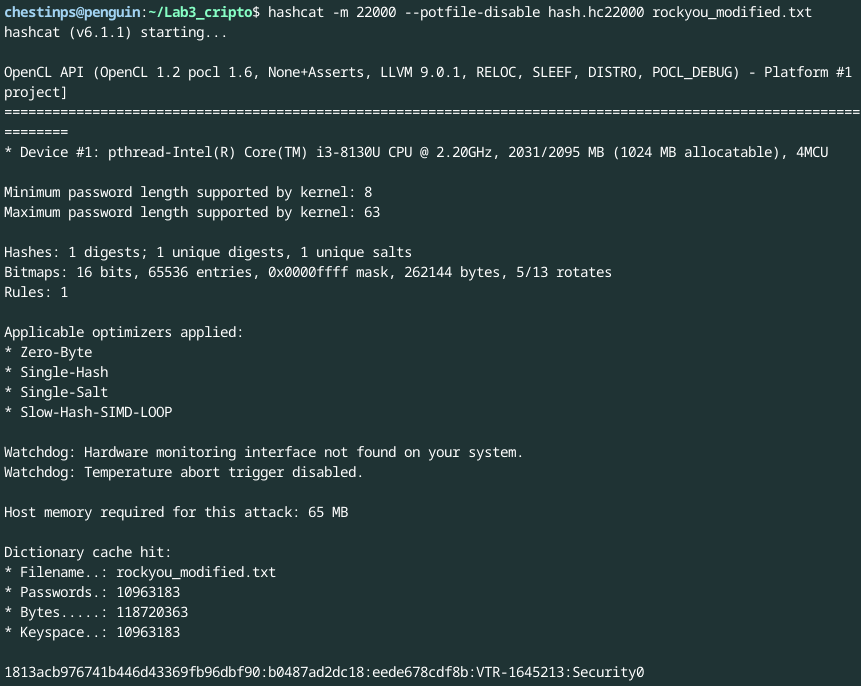 chestinps@penguin:~/Lab3_cripto$ hashcat -m 22000 --potfile-disable hash.hc22000 rockyou_modified.txt
hashcat (v6.1.1) starting...
OpenCL API (OpenCL 1.2 pocl 1.6, None+Asserts, LLVM 9.0.1, RELOC, SLEEF, DISTRO, POCL_DEBUG) - Platform #1
project]
===========================================================================================================
========
* Device #1: pthread-Intel(R) Core(TM) i3-8130U CPU @ 2.20GHz, 2031/2095 MB (1024 MB allocatable), 4MCU
Minimum password length supported by kernel: 8
Maximum password length supported by kernel: 63
Hashes: 1 digests; 1 unique digests, 1 unique salts
Bitmaps: 16 bits, 65536 entries, 0x0000ffff mask, 262144 bytes, 5/13 rotates
Rules: 1
Applicable optimizers applied:
* Zero-Byte
* Single-Hash
* Single-Salt
* Slow-Hash-SIMD-LOOP
Watchdog: Hardware monitoring interface not found on your system.
Watchdog: Temperature abort trigger disabled.
Host memory required for this attack: 65 MB
Dictionary cache hit:
* Filename..: rockyou_modified.txt
* Passwords.: 10963183
* Bytes.....: 118720363
* Keyspace..: 10963183
1813acb976741b446d43369fb96dbf90:b0487ad2dc18:eede678cdf8b:VTR-1645213:Security0